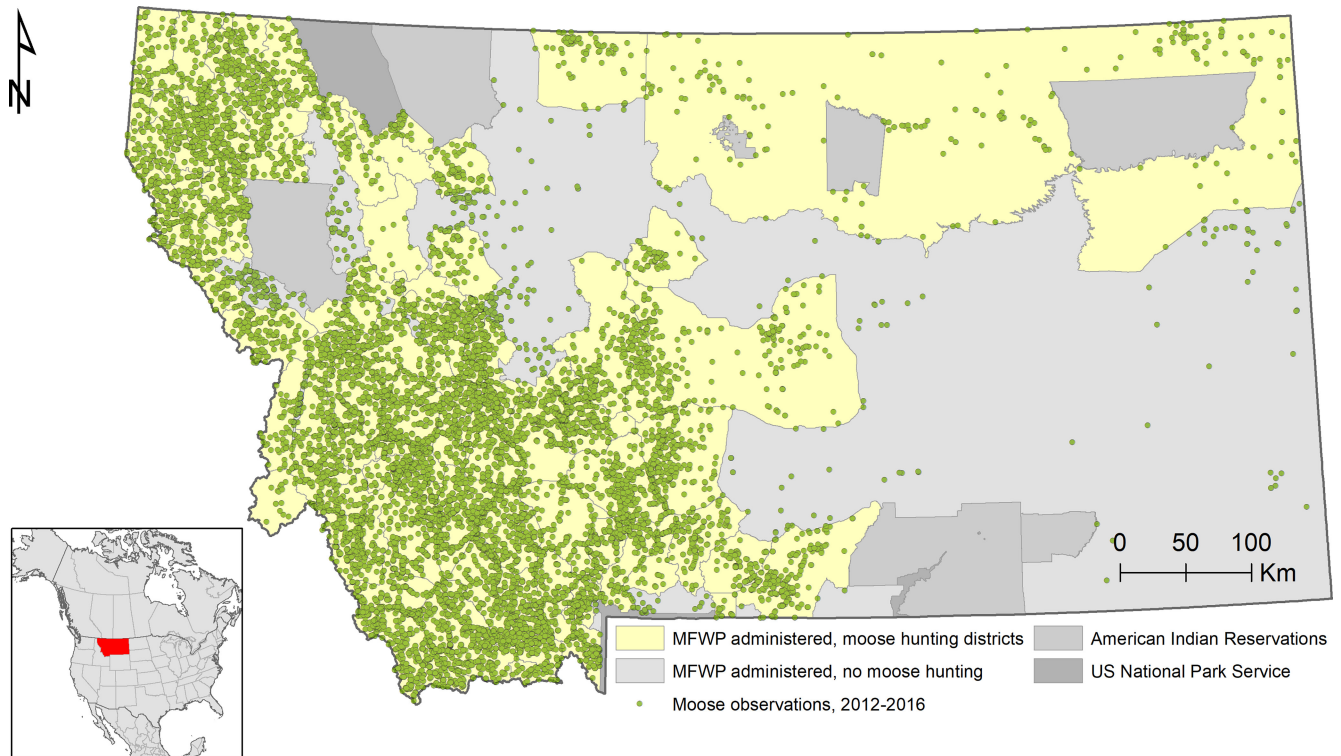 N
0 50 100
Km
MFWP administered, moose hunting districts
American Indian Reservations
MFWP administered, no moose hunting
US National Park Service
Moose observations, 2012-2016